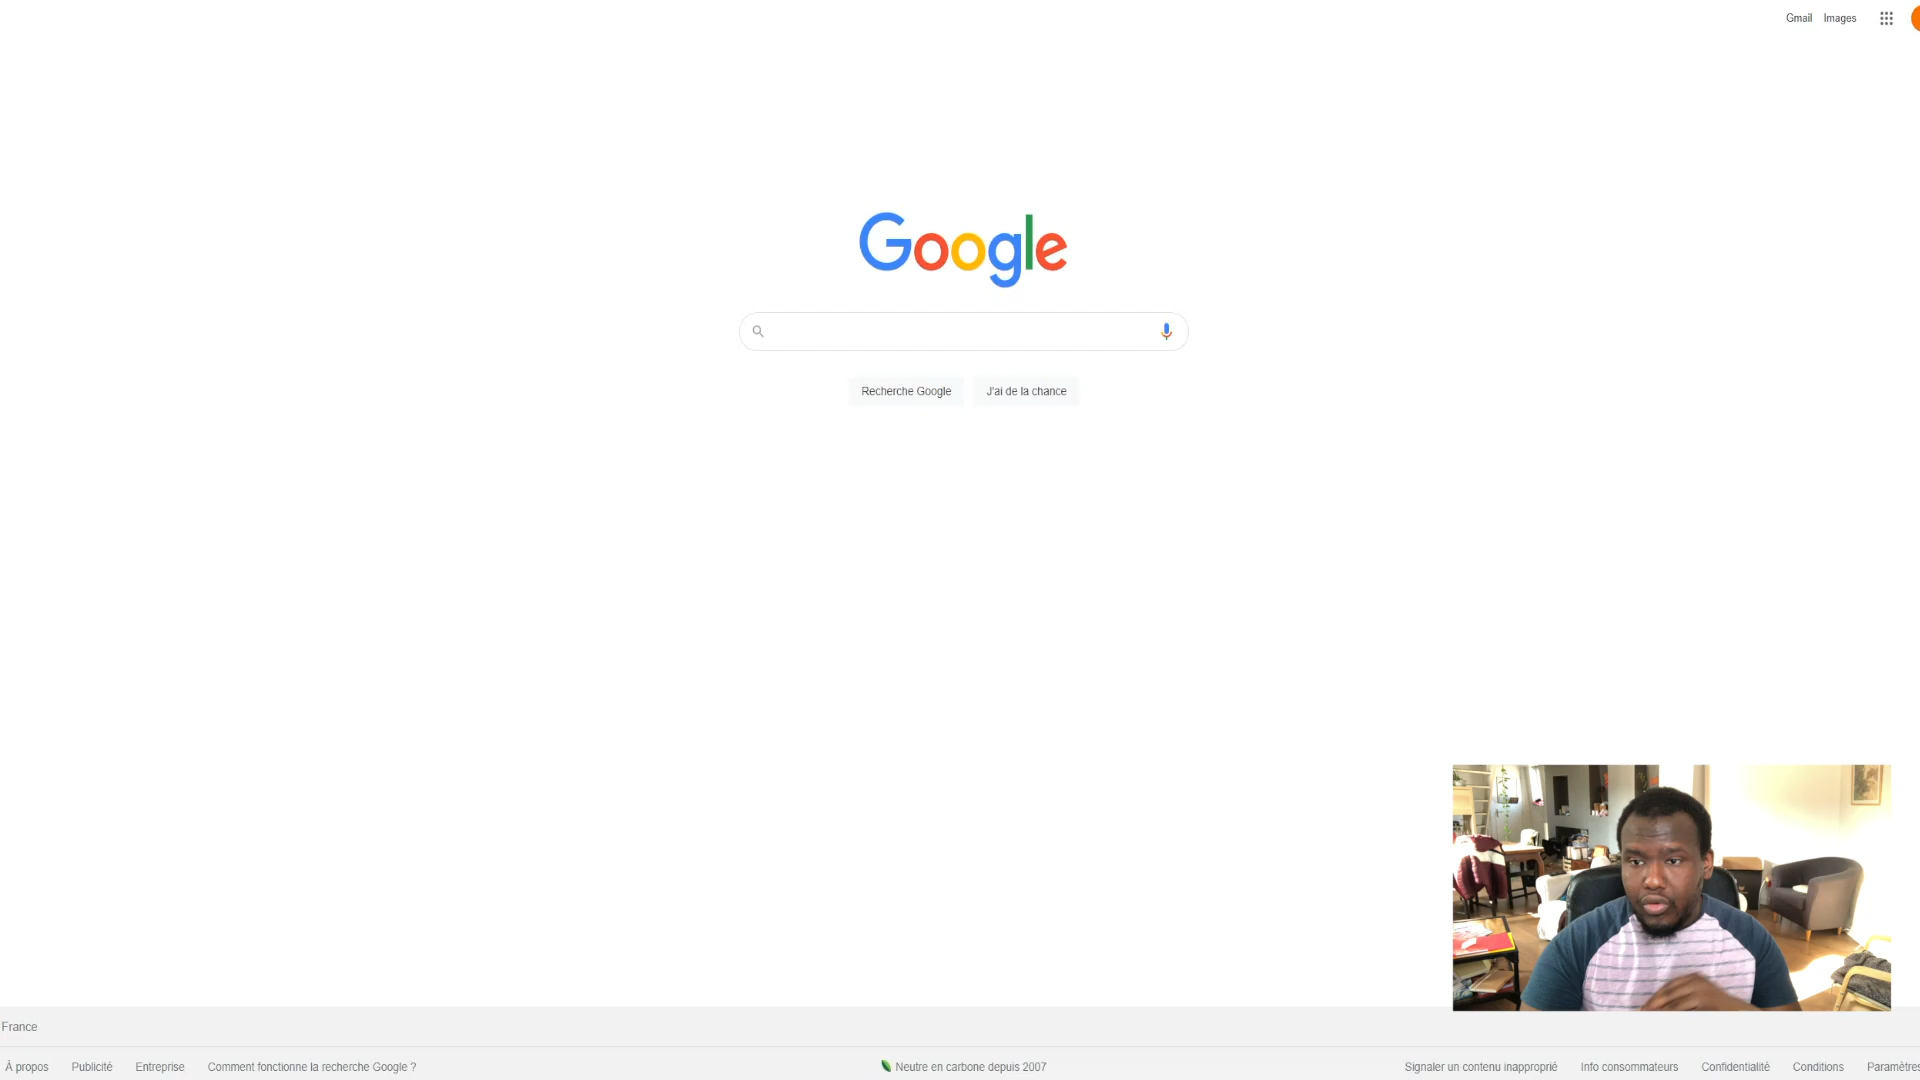 Gmail Images
Google
Recherche Google J'ai de la chance
France
À propos Publicité Entreprise Comment fonctionne la recherche Google ? Neutre en carbone depuis 2007 Signaler un contenu inapproprié Info consommateurs Confidentialité Conditions Paramètres